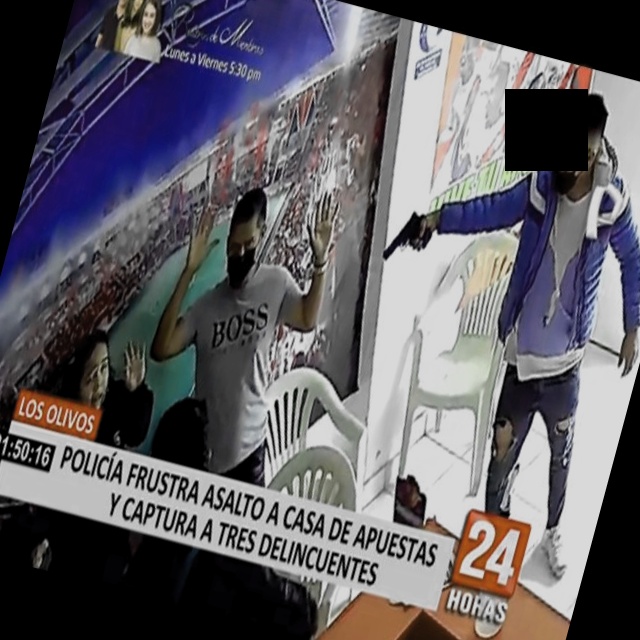 Lunes a Viernes 5:30 pm
BOSS
LOS OLIVOS
1:50:16
POLICÍA FRUSTRA ASALTO A CASA DE APUESTAS
Y CAPTURA A TRES DELINCUENTES
24
HORAS